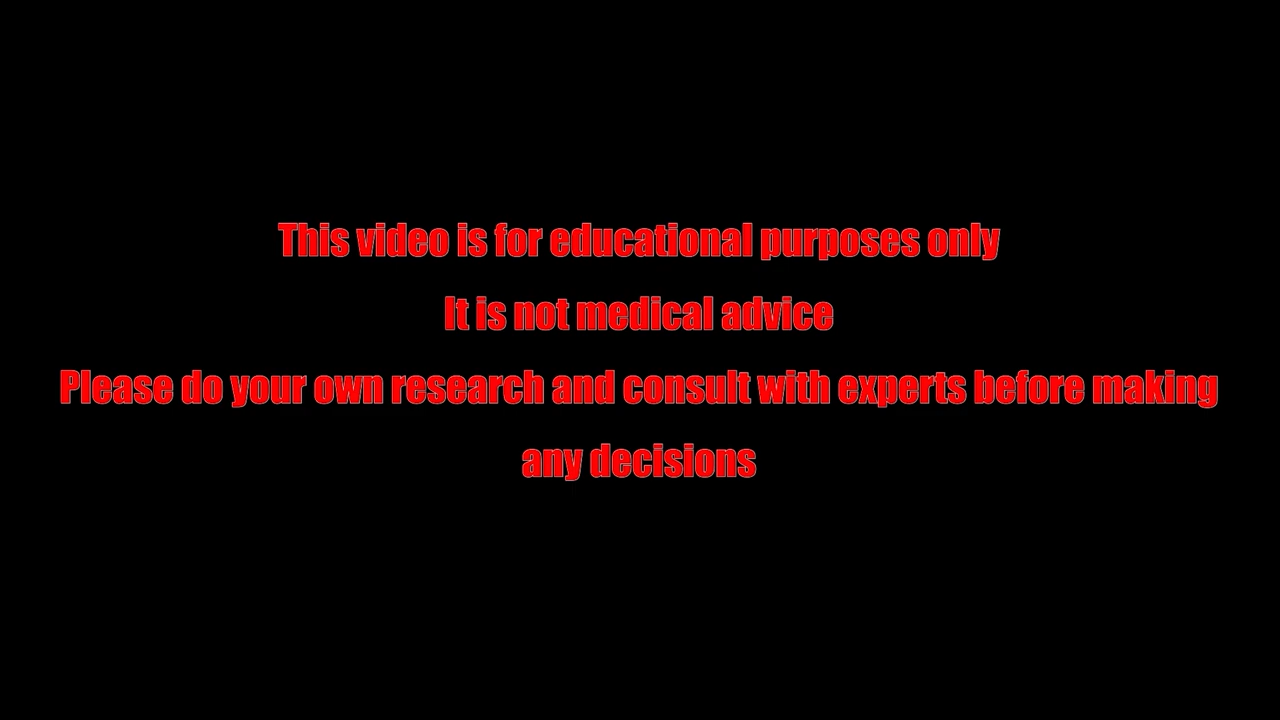 This video is for educational purposes only
It is not medical advice
Please do your own research and consult with experts before making
any decisions